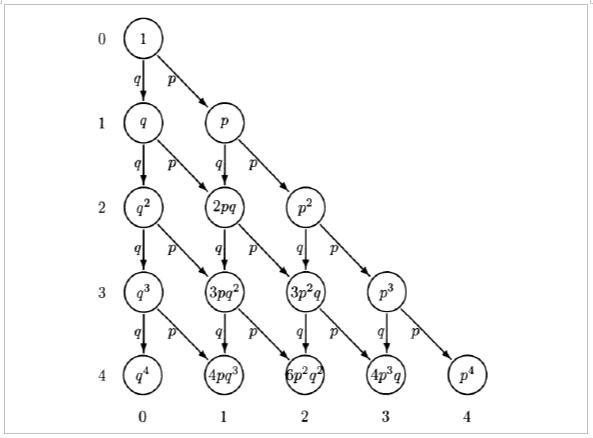 0 1
q p
1 q p
q p q p
2 q² 2pq p²
q p q p q p
3 q³ 3pq² 3p²q p³
q p q p q p q p
4 q⁴ 4pq³ 6p²q² 4p³q p⁴
0 1 2 3 4